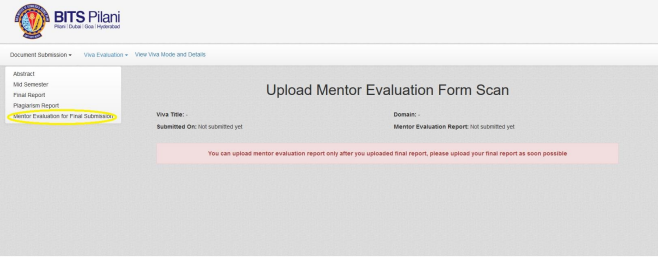 BITS Pilani
Pilani | Dubai | Goa | Hyderabad
Document Submission Viva Evaluation View Viva Mode and Details
Abstract
Mid Semester
Final Report
Plagiarism Report
Mentor Evaluation for Final Submission
Upload Mentor Evaluation Form Scan
Viva Title: - Domain: -
Submitted On: Not submitted yet Mentor Evaluation Report: Not submitted yet
You can upload mentor evaluation report only after you uploaded final report, please upload your final report as soon possible